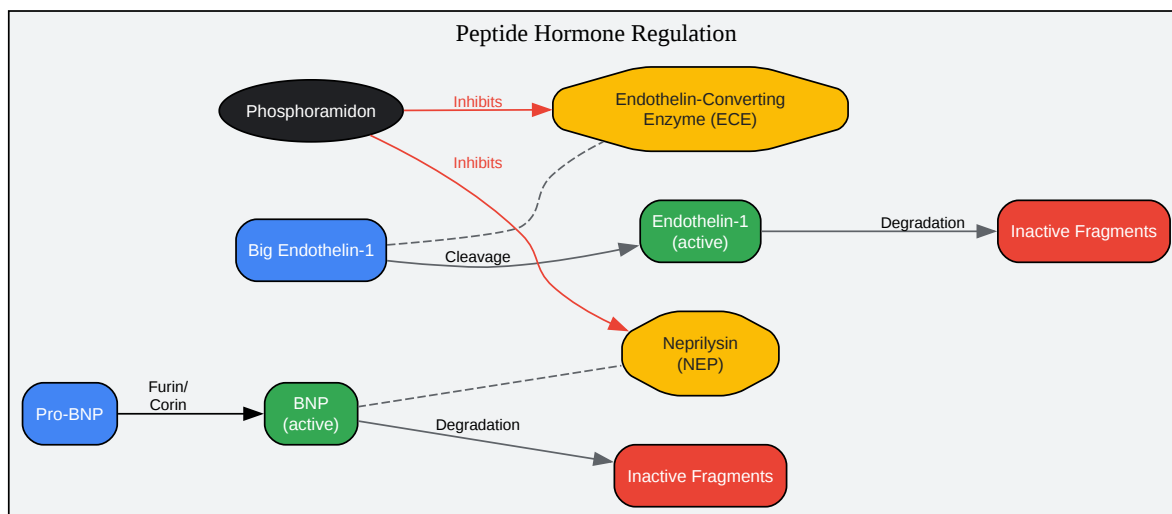 Peptide Hormone Regulation
Phosphoramidon
Inhibits
Endothelin-Converting
Enzyme (ECE)
Inhibits
Big Endothelin-1
Cleavage
Endothelin-1
(active)
Degradation
Inactive Fragments
Neprilysin
(NEP)
Pro-BNP
Furin/
Corin
BNP
(active)
Degradation
Inactive Fragments